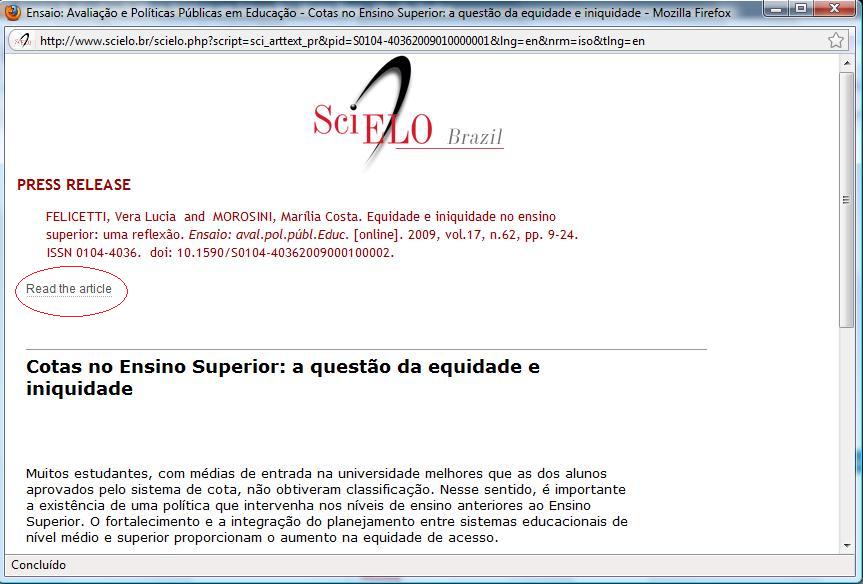 Ensaio: Avaliação e Políticas Públicas em Educação - Cotas no Ensino Superior: a questão da equidade e iniquidade - Mozilla Firefox
http://www.scielo.br/scielo.php?script=sci_arttext_pr&pid=S0104-40362009010000001&lng=en&nrm=iso&tlng=en
SciELO Brazil
PRESS RELEASE
FELICETTI, Vera Lucia and MOROSINI, Marília Costa. Equidade e iniquidade no ensino
superior: uma reflexão. Ensaio: aval.pol.públ.Educ. [online]. 2009, vol.17, n.62, pp. 9-24.
ISSN 0104-4036. doi: 10.1590/S0104-40362009000100002.
Read the article
Cotas no Ensino Superior: a questão da equidade e
iniquidade
Muitos estudantes, com médias de entrada na universidade melhores que as dos alunos
aprovados pelo sistema de cota, não obtiveram classificação. Nesse sentido, é importante
a existência de uma política que intervenha nos níveis de ensino anteriores ao Ensino
Superior. O fortalecimento e a integração do planejamento entre sistemas educacionais de
nível médio e superior proporcionam o aumento na equidade de acesso.
Concluído